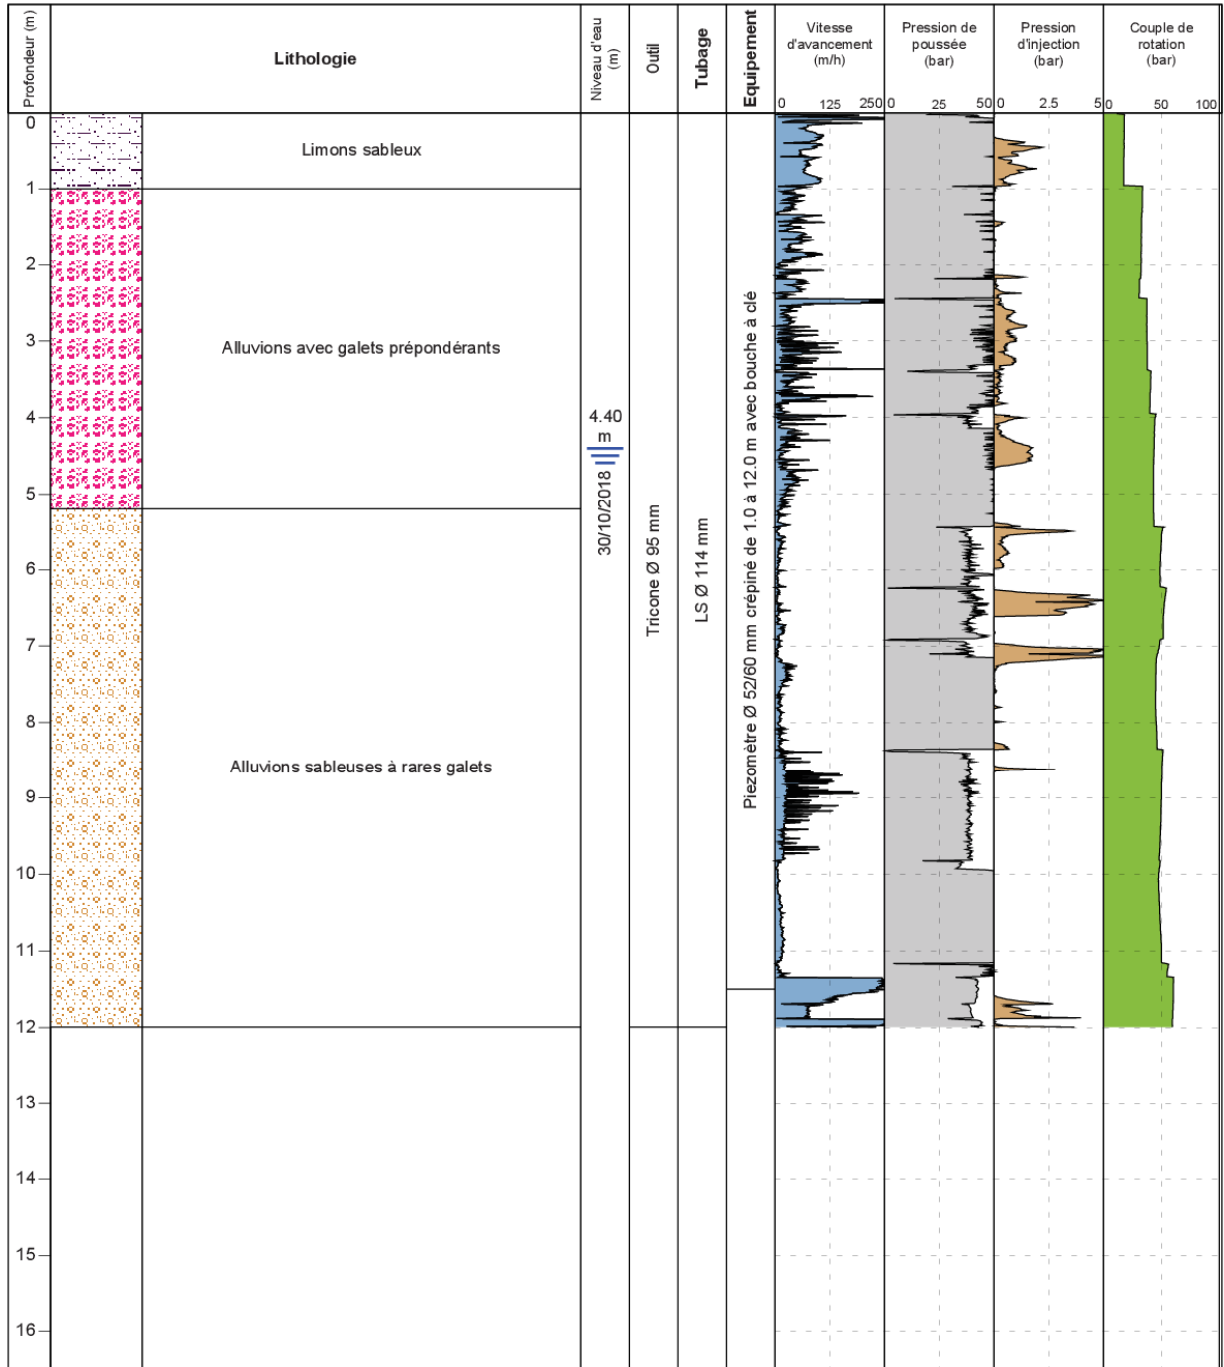 Profondeur (m)
Lithologie
Niveau d'eau
(m)
Outil
Tubage
Equipement
Vitesse
d'avancement
(m/h)
Pression de
poussée
(bar)
Pression
d'injection
(bar)
Couple de
rotation
(bar)
0 125 250
0 25 50
0 2.5 5
0 50 100
0
Limons sableux
1
2
3
Alluvions avec galets prépondérants
4
4.40
m
30/10/2018
5
6
Tricone Ø 95 mm
LS Ø 114 mm
Piezomètre Ø 52/60 mm crépiné de 1.0 à 12.0 m avec bouche à clé
7
8
Alluvions sableuses à rares galets
9
10
11
12
13
14
15
16